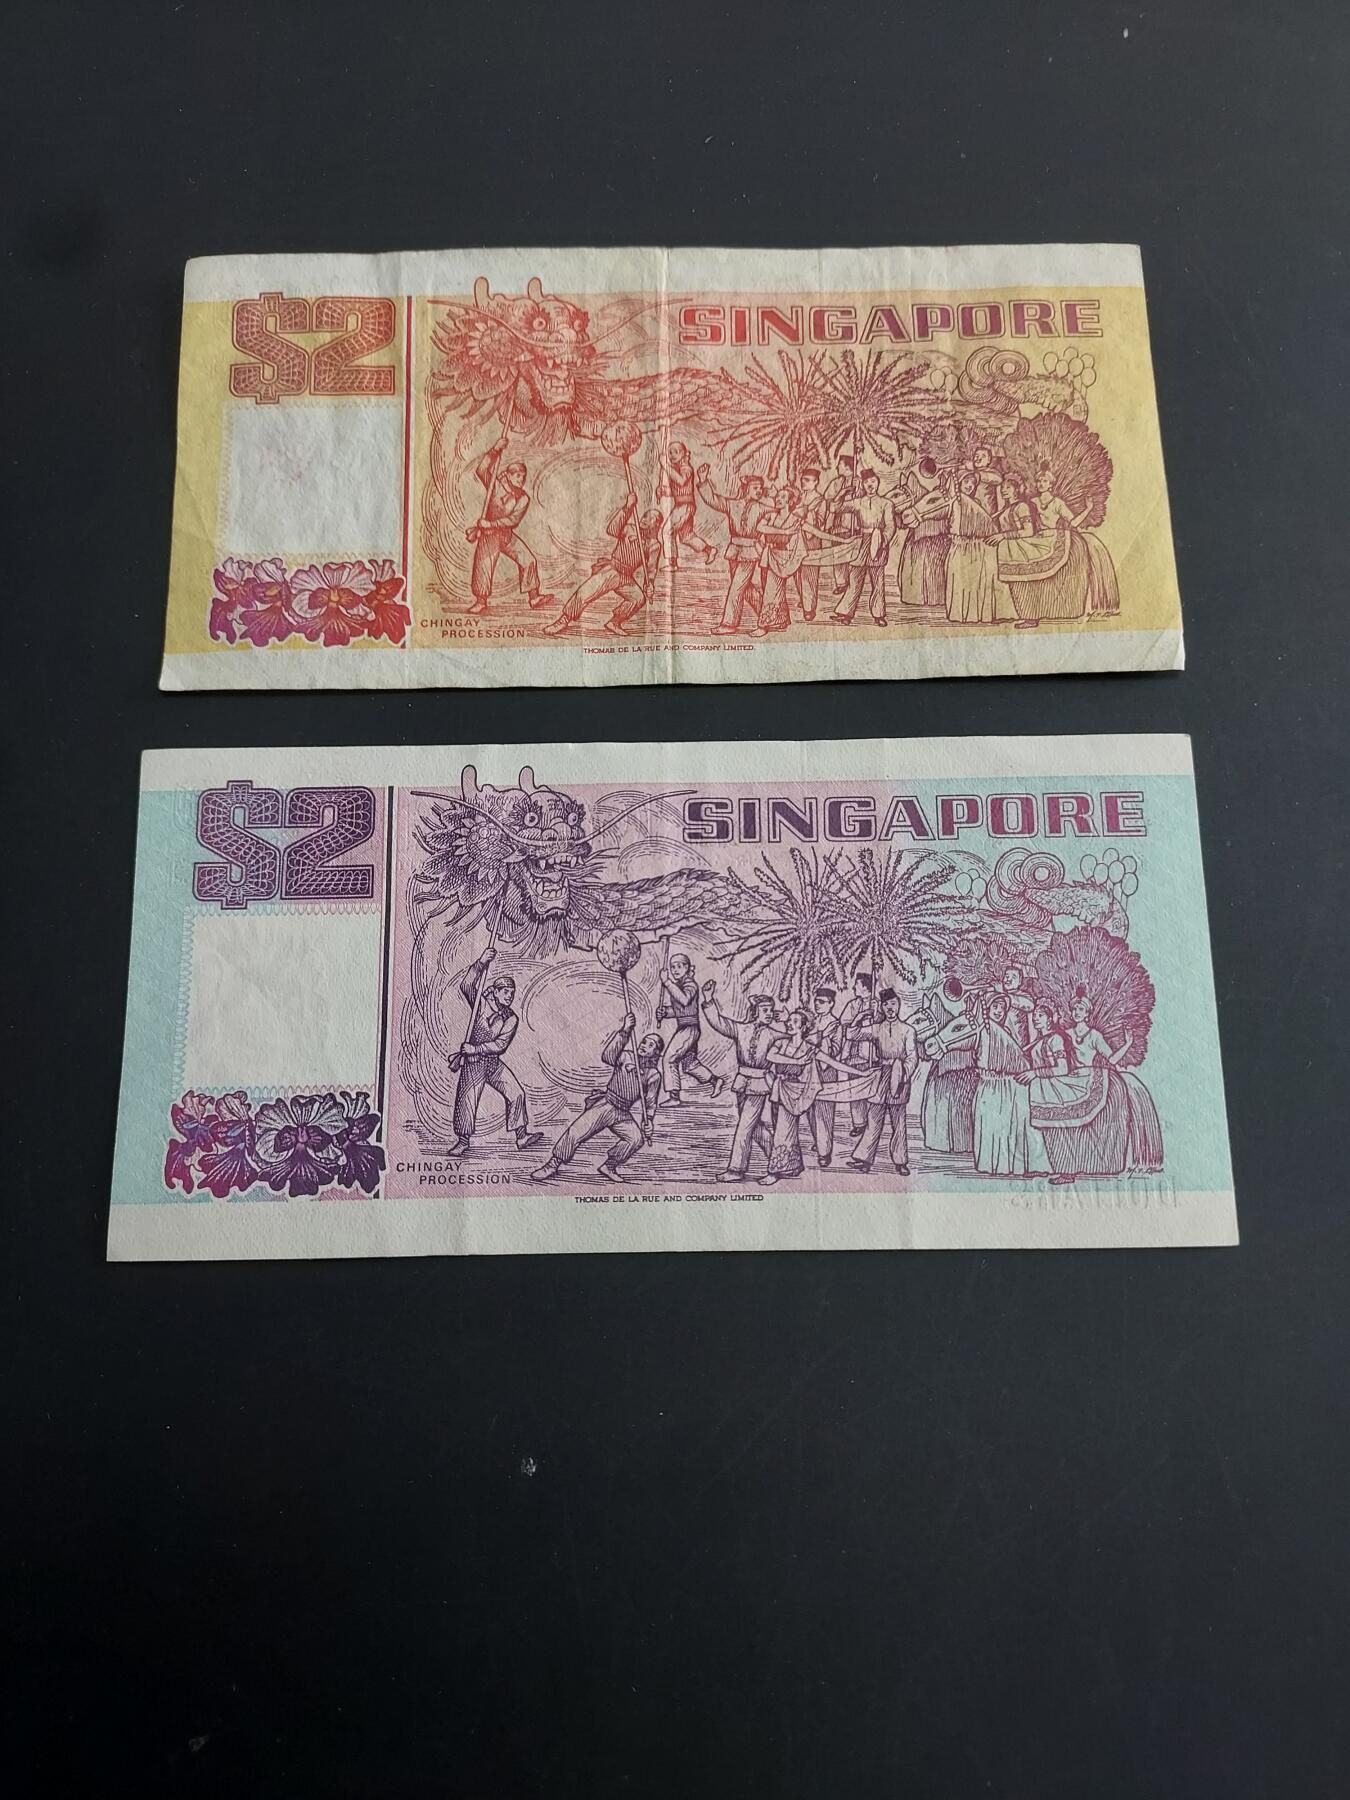 $2
SINGAPORE
CHINGAY
PROCESSION
THOMAS DE LA RUE AND COMPANY LIMITED.
$2
SINGAPORE
CHINGAY
PROCESSION
THOMAS DE LA RUE AND COMPANY LIMITED